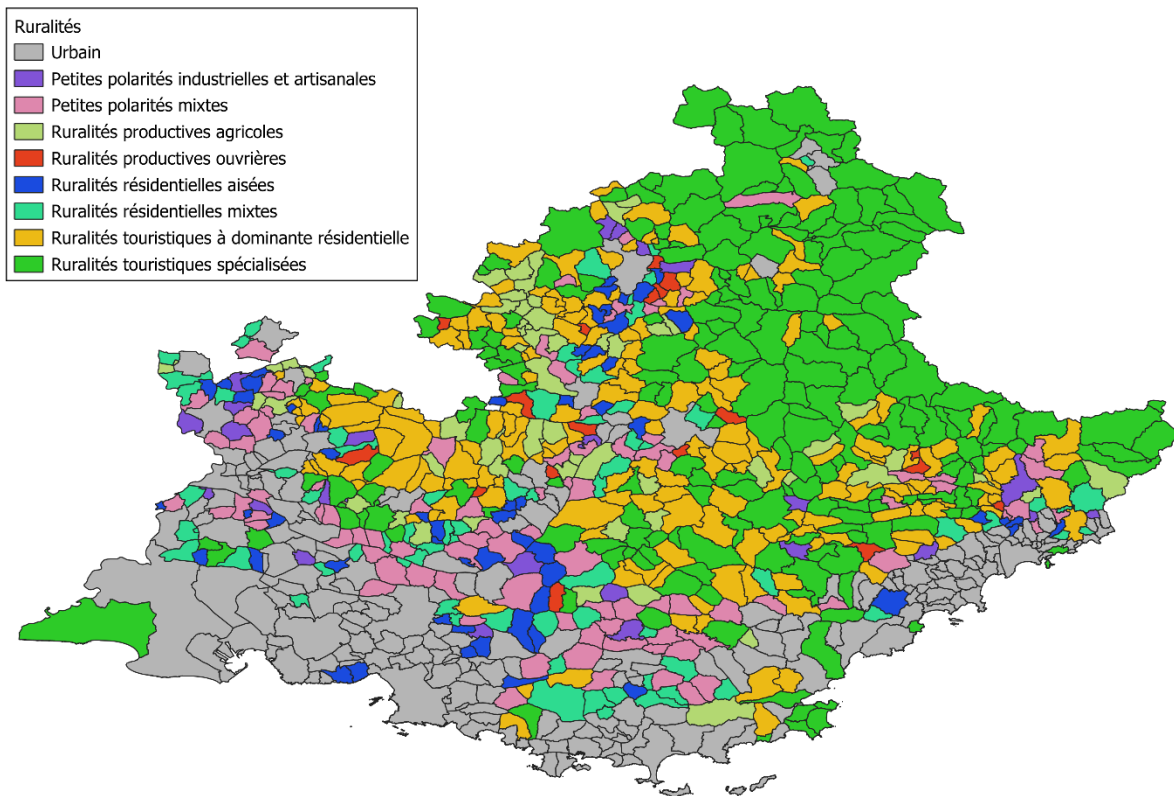 Ruralités
Urbain
Petites polarités industrielles et artisanales
Petites polarités mixtes
Ruralités productives agricoles
Ruralités productives ouvrières
Ruralités résidentielles aisées
Ruralités résidentielles mixtes
Ruralités touristiques à dominante résidentielle
Ruralités touristiques spécialisées